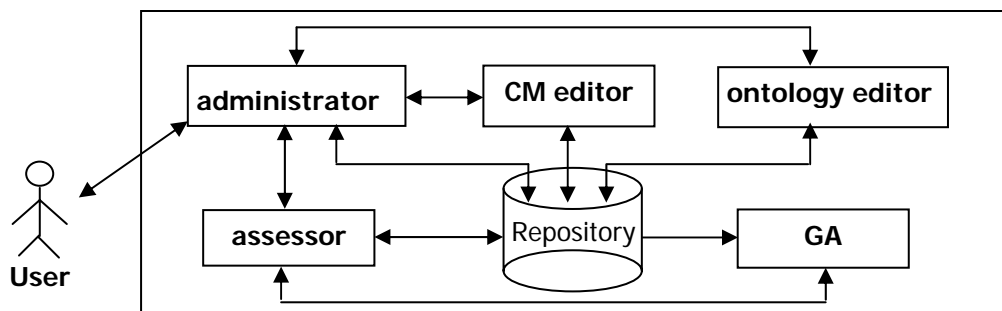 administrator
CM editor
ontology editor
assessor
Repository
GA
User